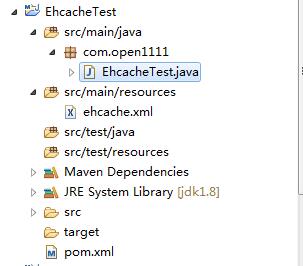 EhcacheTest
src/main/java
com.open1111
EhcacheTest.java
src/main/resources
ehcache.xml
src/test/java
src/test/resources
Maven Dependencies
JRE System Library [jdk1.8]
src
target
pom.xml